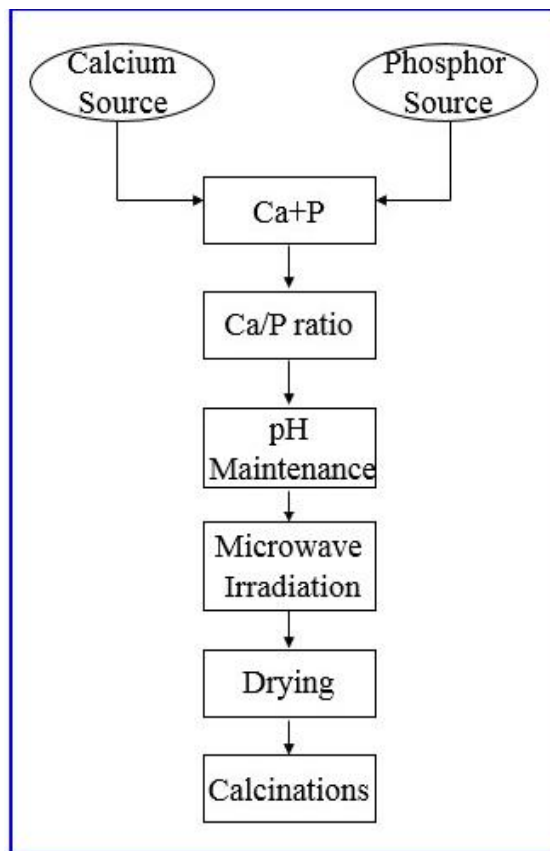 Calcium
Source
Phosphor
Source
Ca+P
Ca/P ratio
pH
Maintenance
Microwave
Irradiation
Drying
Calcinations